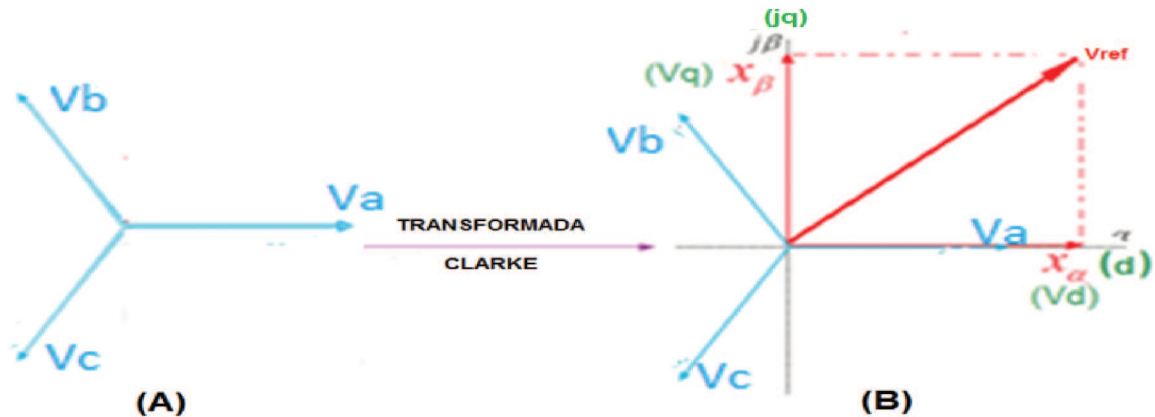 Vb
Va
Vc
(A)
TRANSFORMADA
CLARKE
(jq)
jβ
(Vq) xβ
Vref
Vb
Va
α
xα (d)
(Vd)
Vc
(B)